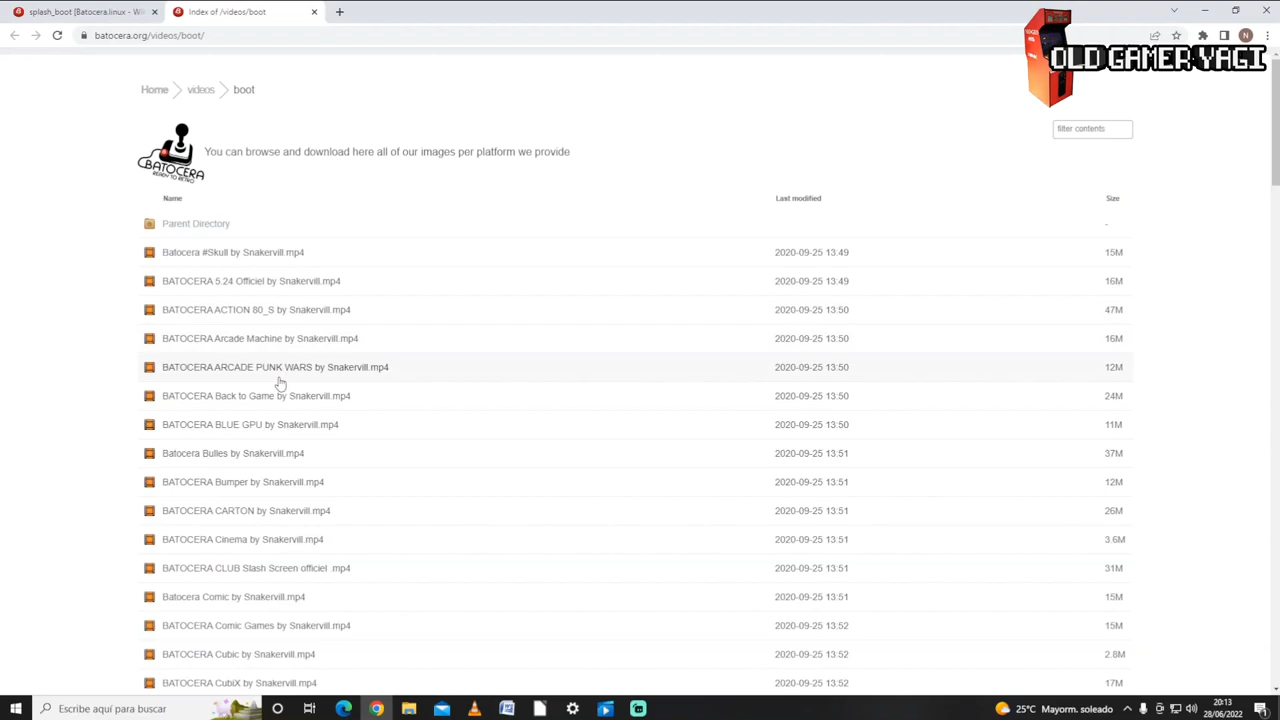 splash_boot [Batocera.linux - Wi
Index of /videos/boot
batocera.org/videos/boot/
N
OLD GAMER YAGI
Home videos boot
filter contents
BATOCERA
READY TO RETRO
You can browse and download here all of our images per platform we provide
Name Last modified Size
Parent Directory -
Batocera #Skull by Snakervill.mp4 2020-09-25 13:49 15M
BATOCERA 5.24 Officiel by Snakervill.mp4 2020-09-25 13:49 16M
BATOCERA ACTION 80_S by Snakervill.mp4 2020-09-25 13:50 47M
BATOCERA Arcade Machine by Snakervill.mp4 2020-09-25 13:50 16M
BATOCERA ARCADE PUNK WARS by Snakervill.mp4 2020-09-25 13:50 12M
BATOCERA Back to Game by Snakervill.mp4 2020-09-25 13:50 24M
BATOCERA BLUE GPU by Snakervill.mp4 2020-09-25 13:50 11M
Batocera Bulles by Snakervill.mp4 2020-09-25 13:51 37M
BATOCERA Bumper by Snakervill.mp4 2020-09-25 13:51 12M
BATOCERA CARTON by Snakervill.mp4 2020-09-25 13:51 26M
BATOCERA Cinema by Snakervill.mp4 2020-09-25 13:51 3.6M
BATOCERA CLUB Slash Screen officiel .mp4 2020-09-25 13:51 31M
Batocera Comic by Snakervill.mp4 2020-09-25 13:51 15M
BATOCERA Comic Games by Snakervill.mp4 2020-09-25 13:52 15M
BATOCERA Cubic by Snakervill.mp4 2020-09-25 13:52 2.8M
BATOCERA CubiX by Snakervill.mp4 2020-09-25 13:52 17M
Escribe aquí para buscar
25°C Mayorm. soleado
20:13
28/06/2022
1